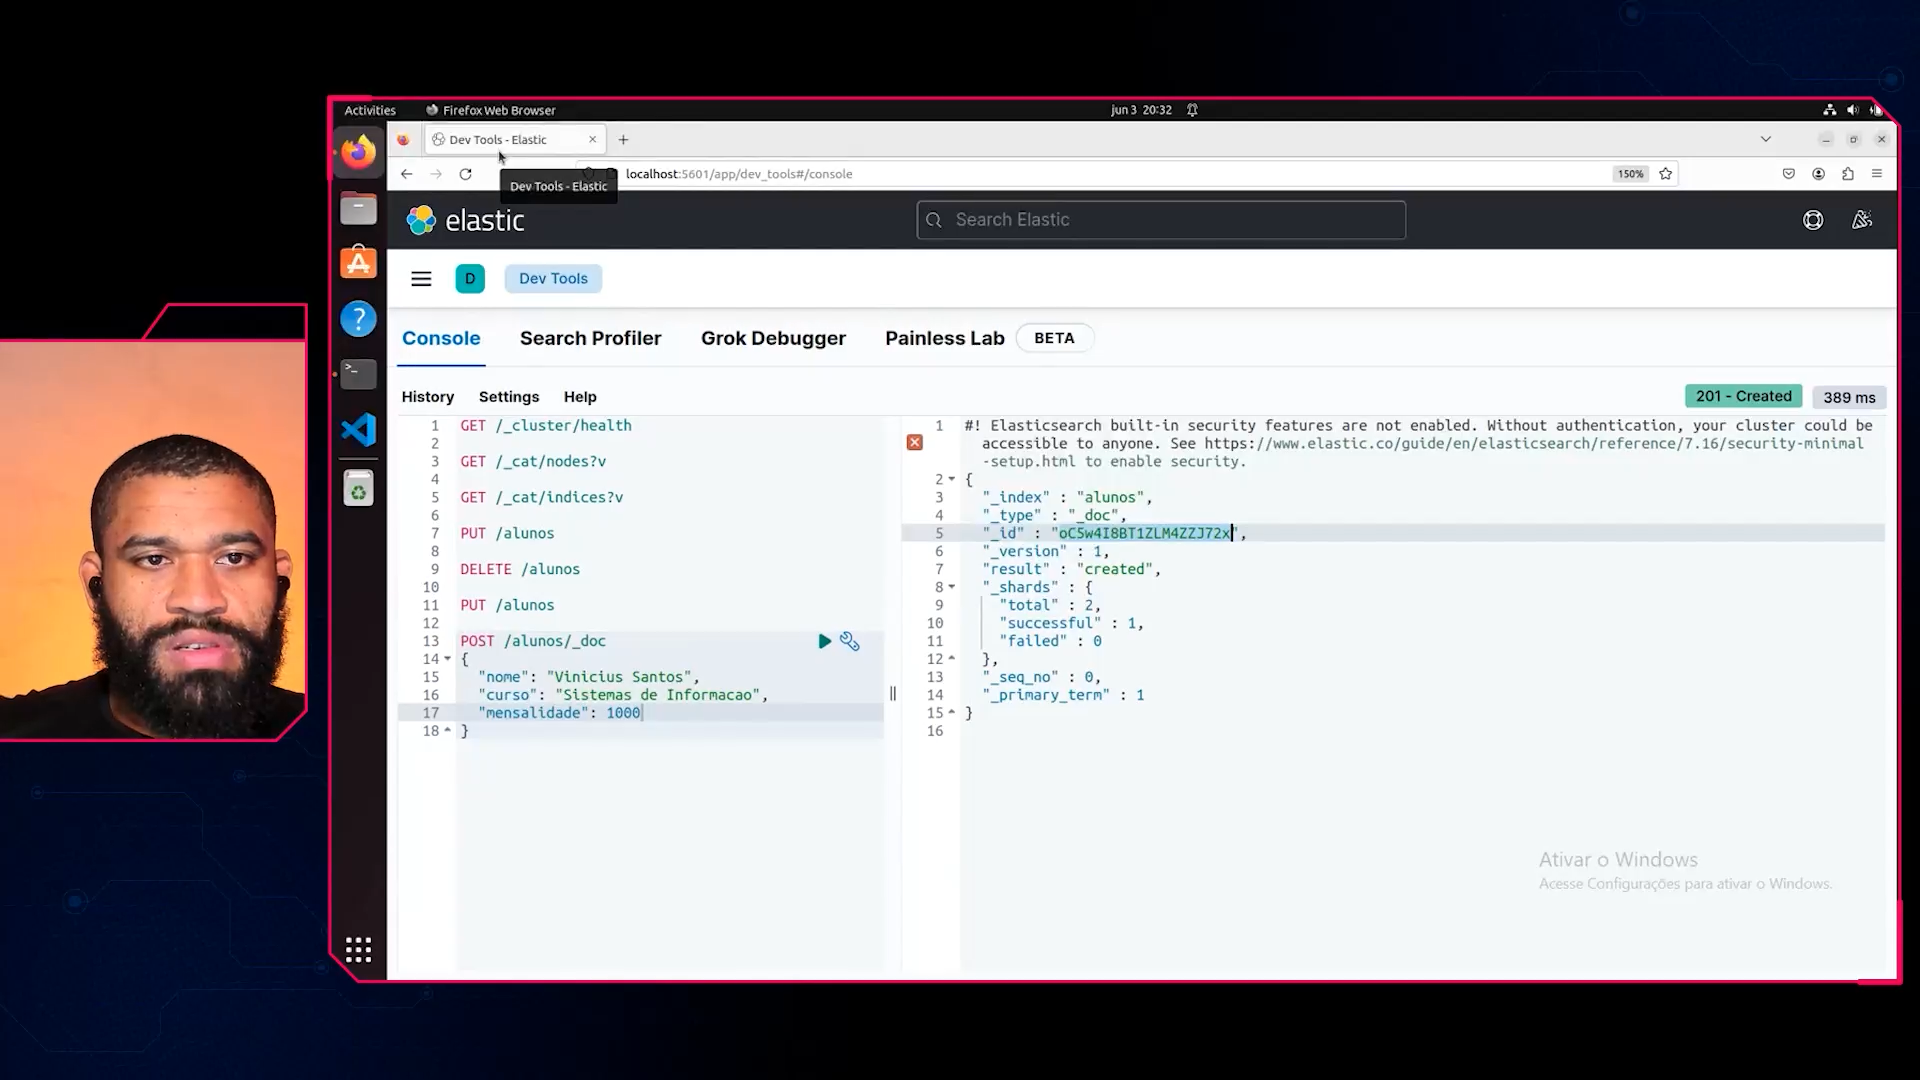 Activities
Firefox Web Browser
jun 3 20:32
Dev Tools - Elastic
localhost:5601/app/dev_tools#/console
150%
Dev Tools - Elastic
elastic
Search Elastic
D
Dev Tools
Console
Search Profiler
Grok Debugger
Painless Lab
BETA
History
Settings
Help
201 - Created
389 ms
1 GET /_cluster/health
2
3 GET /_cat/nodes?v
4
5 GET /_cat/indices?v
6
7 PUT /alunos
8
9 DELETE /alunos
10
11 PUT /alunos
12
13 POST /alunos/_doc
14 {
15 "nome": "Vinicius Santos",
16 "curso": "Sistemas de Informacao",
17 "mensalidade": 1000
18 }
1 #! Elasticsearch built-in security features are not enabled. Without authentication, your cluster could be
accessible to anyone. See https://www.elastic.co/guide/en/elasticsearch/reference/7.16/security-minimal
-setup.html to enable security.
2 {
3 "_index" : "alunos",
4 "_type" : "_doc",
5 "_id" : "oC5w4I8BT1ZLM4ZZJ72x",
6 "_version" : 1,
7 "result" : "created",
8 "_shards" : {
9 "total" : 2,
10 "successful" : 1,
11 "failed" : 0
12 },
13 "_seq_no" : 0,
14 "_primary_term" : 1
15 }
16
Ativar o Windows
Acesse Configurações para ativar o Windows.